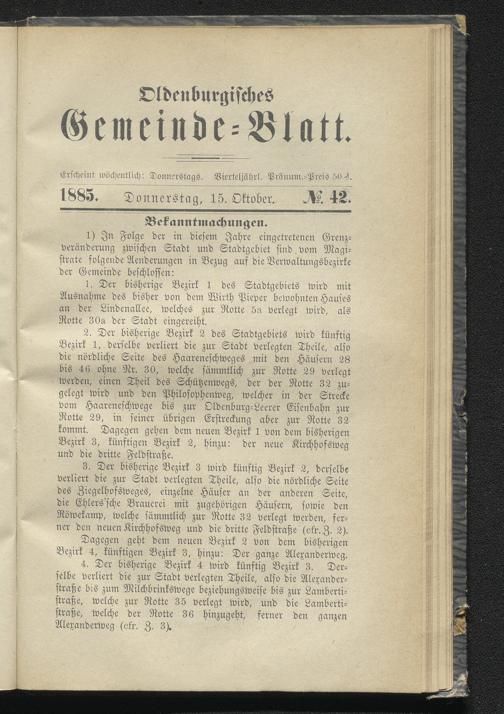 Oldenburgisches
Gemeinde-Blatt.
Erscheint wöchentlich: Donnerstags. Vierteljährl. Pränum.-Preis 50 ₰.
1885. Donnerstag, 15. Oktober. № 42.
Bekanntmachungen.
1) In Folge der in diesem Jahre eingetretenen Grenz-
veränderung zwischen Stadt und Stadtgebiet sind vom Magi-
strate folgende Aenderungen in Bezug auf die Verwaltungsbezirke
der Gemeinde beschlossen:
1. Der bisherige Bezirk 1 des Stadtgebiets wird mit
Ausnahme des bisher von dem Wirth Pieper bewohnten Hauses
an der Lindenallee, welches zur Rotte 5a verlegt wird, als
Rotte 30a der Stadt eingereiht.
2. Der bisherige Bezirk 2 des Stadtgebiets wird künftig
Bezirk 1, derselbe verliert die zur Stadt verlegten Theile, also
die nördliche Seite des Haareneschweges mit den Häusern 28
bis 46 ohne Nr. 30, welche sämmtlich zur Rotte 29 verlegt
werden, einen Theil des Schützenwegs, der der Rotte 32 zu-
gelegt wird und den Philosophenweg, welcher in der Strecke
vom Haareneschwege bis zur Oldenburg-Leerer Eisenbahn zur
Rotte 29, in seiner übrigen Erstreckung aber zur Rotte 32
kommt. Dagegen gehen dem neuen Bezirk 1 von dem bisherigen
Bezirk 3, künftigen Bezirk 2, hinzu: der neue Kirchhofsweg
und die dritte Feldstraße.
3. Der bisherige Bezirk 3 wird künftig Bezirk 2, derselbe
verliert die zur Stadt verlegten Theile, also die nördliche Seite
des Ziegelhofsweges, einzelne Häuser an der anderen Seite,
die Ehlers'sche Brauerei mit zugehörigen Häusern, sowie den
Röwekamp, welche sämmtlich zur Rotte 32 verlegt werden, fer-
ner den neuen Kirchhofsweg und die dritte Feldstraße (cfr. Z. 2).
Dagegen geht dem neuen Bezirk 2 von dem bisherigen
Bezirk 4, künftigen Bezirk 3, hinzu: Der ganze Alexanderweg.
4. Der bisherige Bezirk 4 wird künftig Bezirk 3. Der-
selbe verliert die zur Stadt verlegten Theile, also die Alexander-
straße bis zum Milchbrinkswege beziehungsweise bis zur Lamberti-
straße, welche zur Rotte 35 verlegt wird, und die Lamberti-
straße, welche der Rotte 36 hinzugeht, ferner den ganzen
Alexanderweg (cfr. Z. 3).